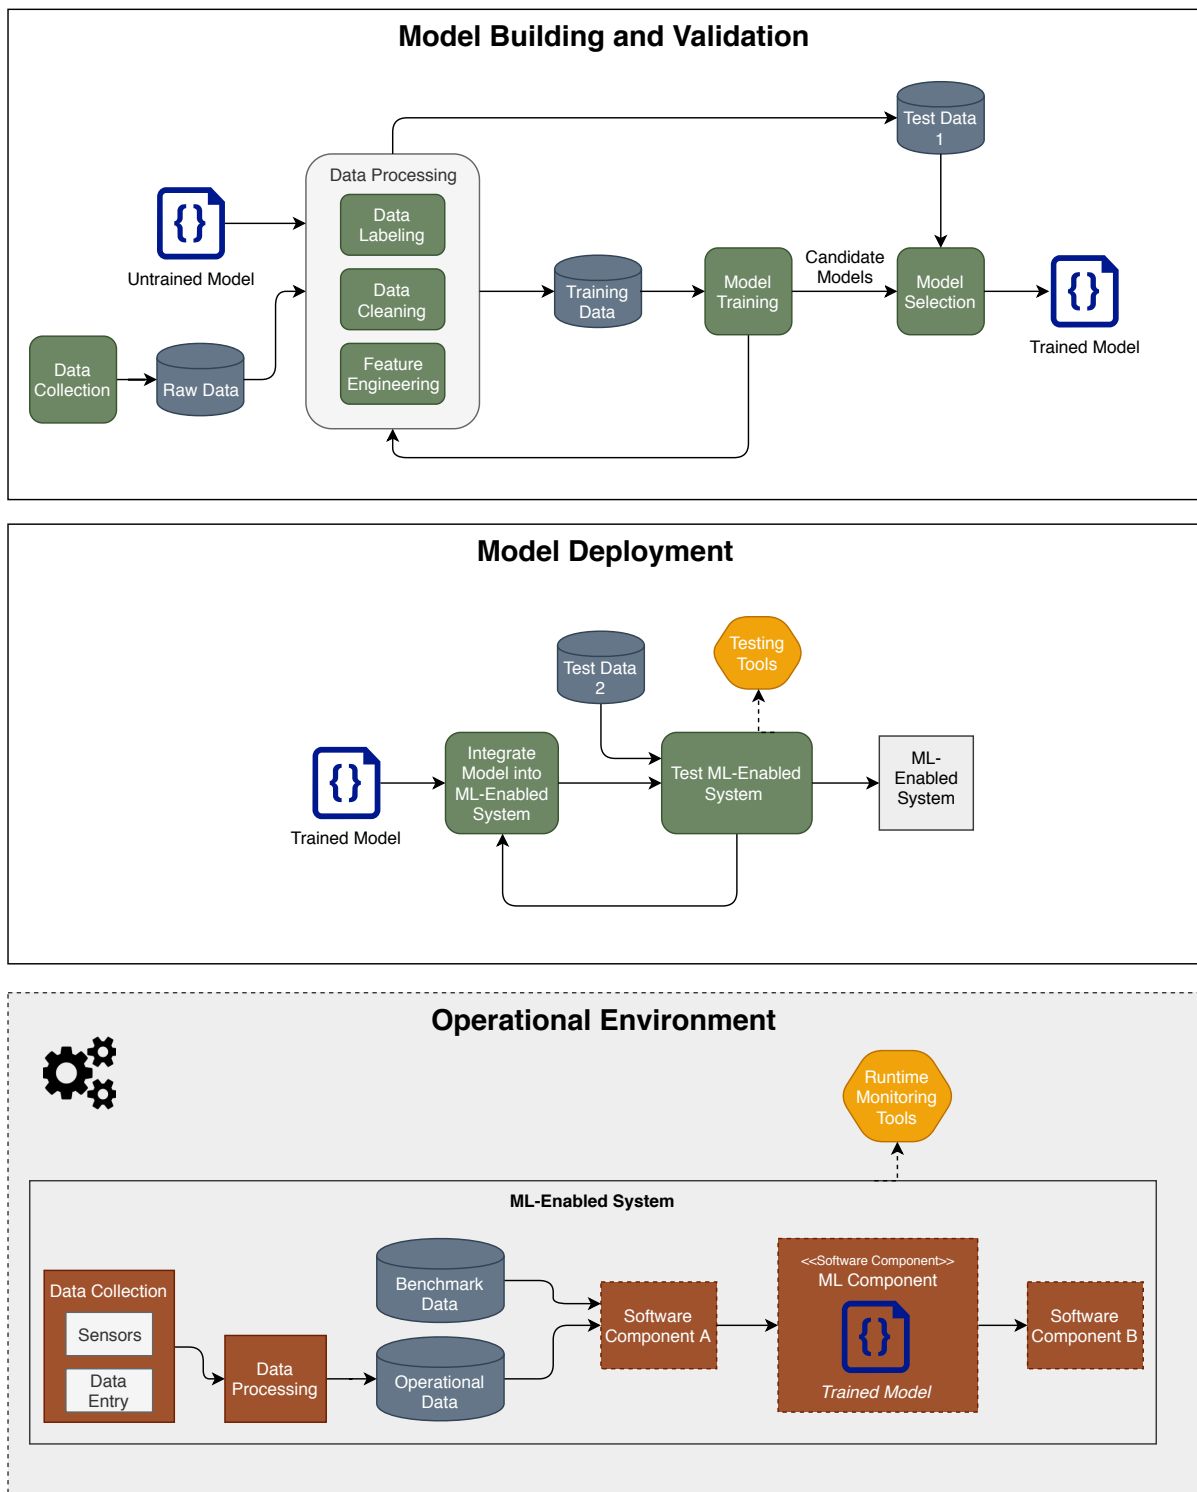 Model Building and Validation
Test Data
1
Data Processing
Data
Labeling
Untrained Model
Data
Cleaning
Training
Data
Model
Training
Candidate
Models
Model
Selection
Trained Model
Data
Collection
Raw Data
Feature
Engineering
Model Deployment
Testing
Tools
Test Data
2
Integrate
Model into
ML-Enabled
System
Test ML-Enabled
System
ML-
Enabled
System
Trained Model
Operational Environment
Runtime
Monitoring
Tools
ML-Enabled System
Data Collection
Sensors
Data
Entry
Data
Processing
Benchmark
Data
Operational
Data
Software
Component A
<<Software Component>>
ML Component
Trained Model
Software
Component B